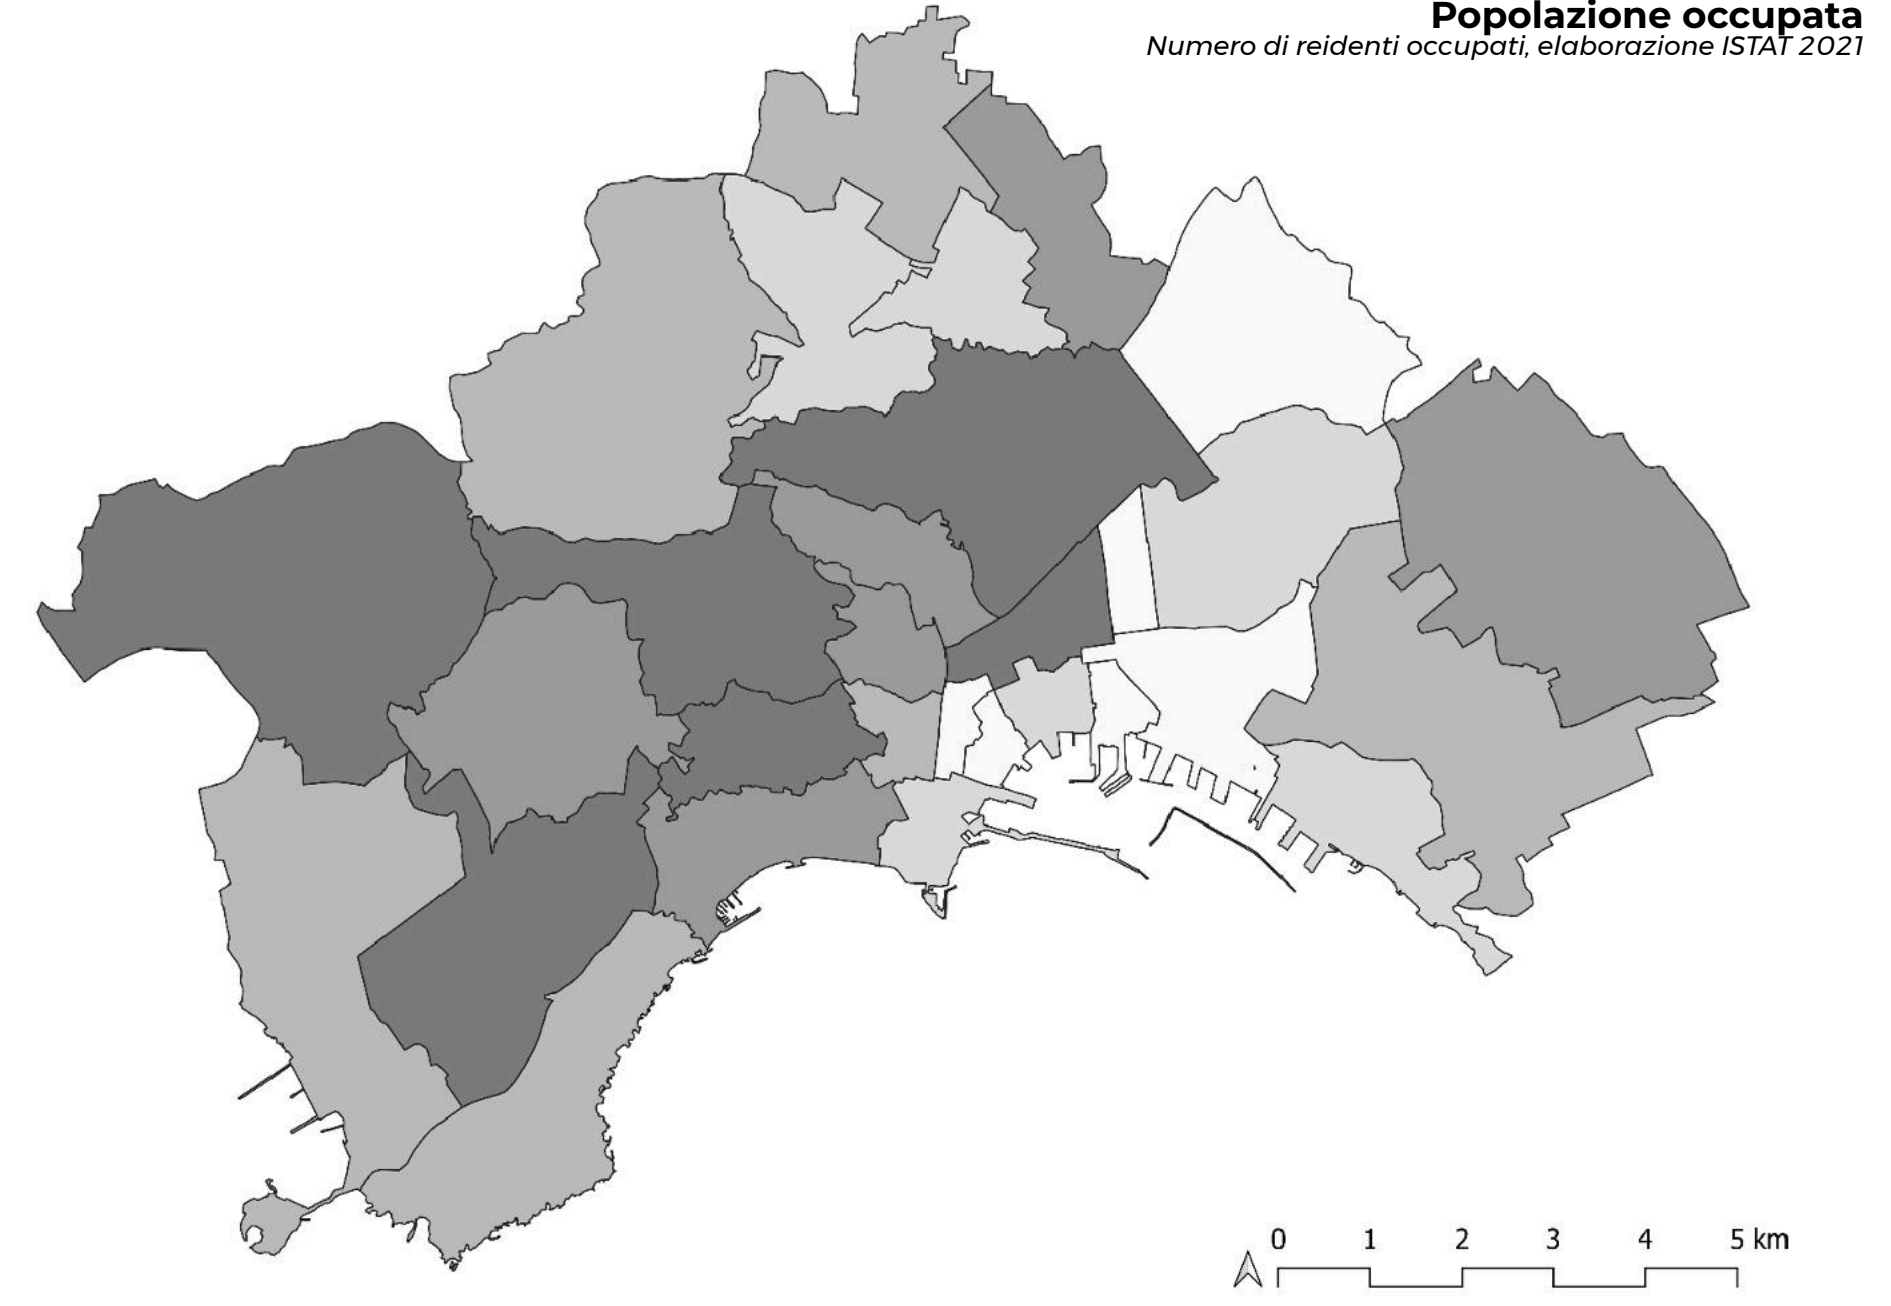 Popolazione occupata
Numero di reidenti occupati, elaborazione ISTAT 2021
0 1 2 3 4 5 km